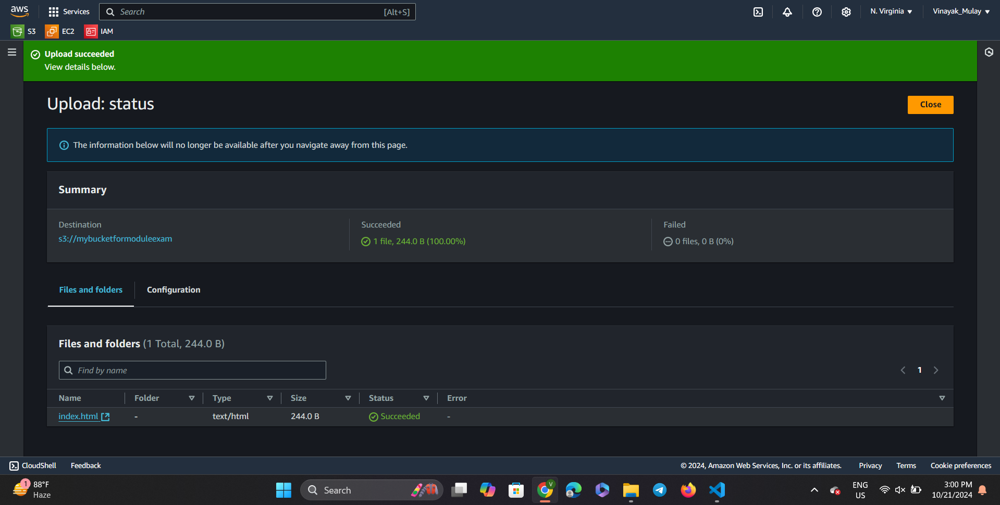 aws
Services
Search
[Alt+S]
N. Virginia
Vinayak_Mulay
S3
EC2
IAM
Upload succeeded
View details below.
Upload: status
Close
The information below will no longer be available after you navigate away from this page.
Summary
Destination
s3://mybucketformoduleexam
Succeeded
1 file, 244.0 B (100.00%)
Failed
0 files, 0 B (0%)
Files and folders
Configuration
Files and folders (1 Total, 244.0 B)
Find by name
1
Name
Folder
Type
Size
Status
Error
index.html
-
text/html
244.0 B
Succeeded
-
CloudShell
Feedback
© 2024, Amazon Web Services, Inc. or its affiliates.
Privacy
Terms
Cookie preferences
1
88°F
Haze
Search
V
ENG
US
3:00 PM
10/21/2024